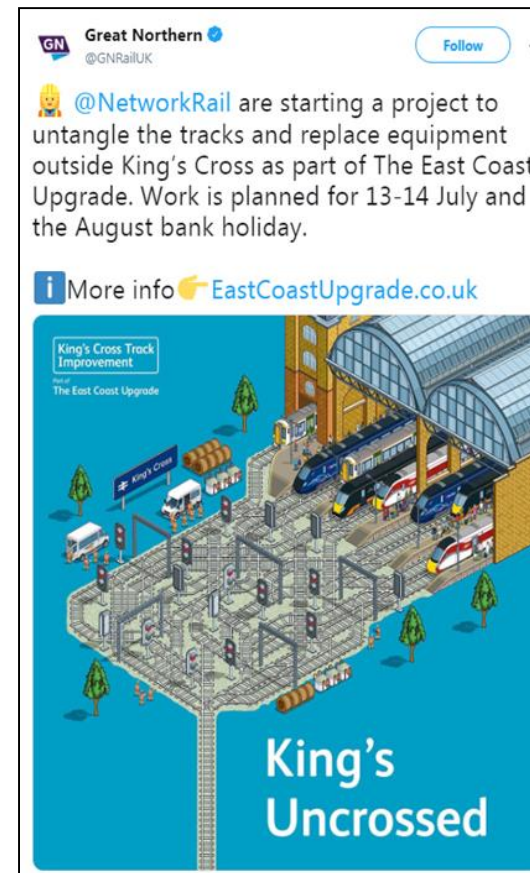 GN
Great Northern
@GNRailUK
Follow
@NetworkRail are starting a project to
untangle the tracks and replace equipment
outside King's Cross as part of The East Coast
Upgrade. Work is planned for 13-14 July and
the August bank holiday.
i More info EastCoastUpgrade.co.uk
King's Cross Track
Improvement
Part of
The East Coast Upgrade
King's Cross
King's
Uncrossed